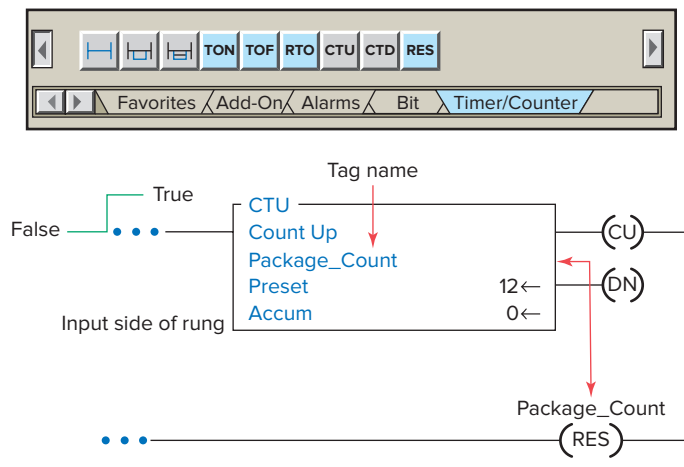 TON TOF RTO CTU CTD RES
Favorites Add-On Alarms Bit Timer/Counter
Tag name
True
False
CTU
Count Up
Package_Count
Preset 12←
Accum 0←
CU
DN
Input side of rung
Package_Count
RES